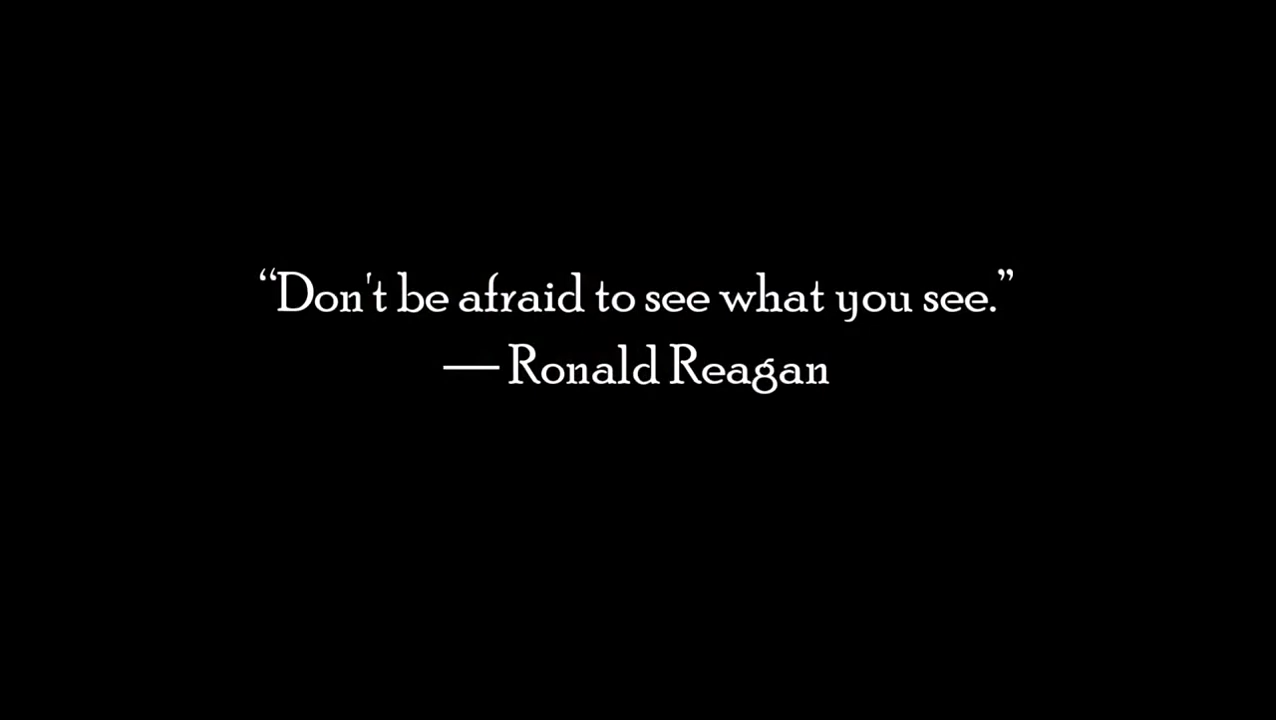 “Don't be afraid to see what you see.”
— Ronald Reagan